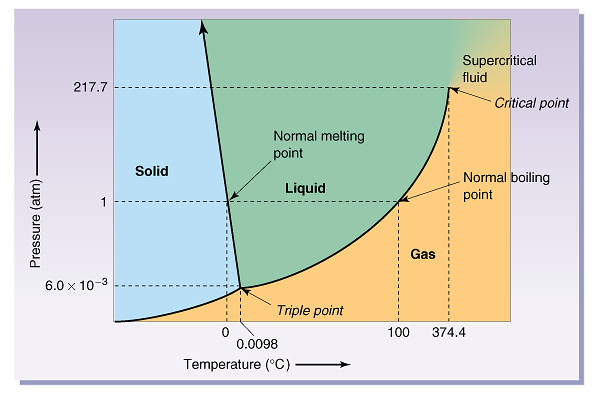 Supercritical
fluid
217.7
Critical point
Normal melting
point
Solid
Liquid
Normal boiling
point
1
Pressure (atm)
Gas
6.0 × 10⁻³
Triple point
0
0.0098
100
374.4
Temperature (°C)